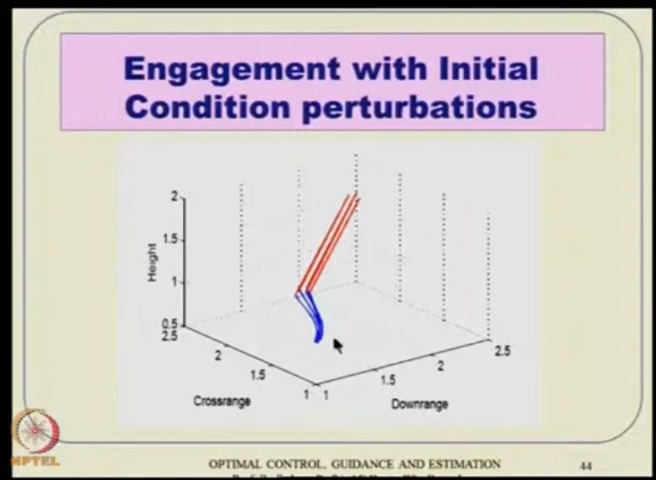 Engagement with Initial
Condition perturbations
2
1.5
1
0.5
2.5
2
1.5
1
1
1.5
2
2.5
Height
Crossrange
Downrange
NPTEL
OPTIMAL CONTROL, GUIDANCE AND ESTIMATION
44